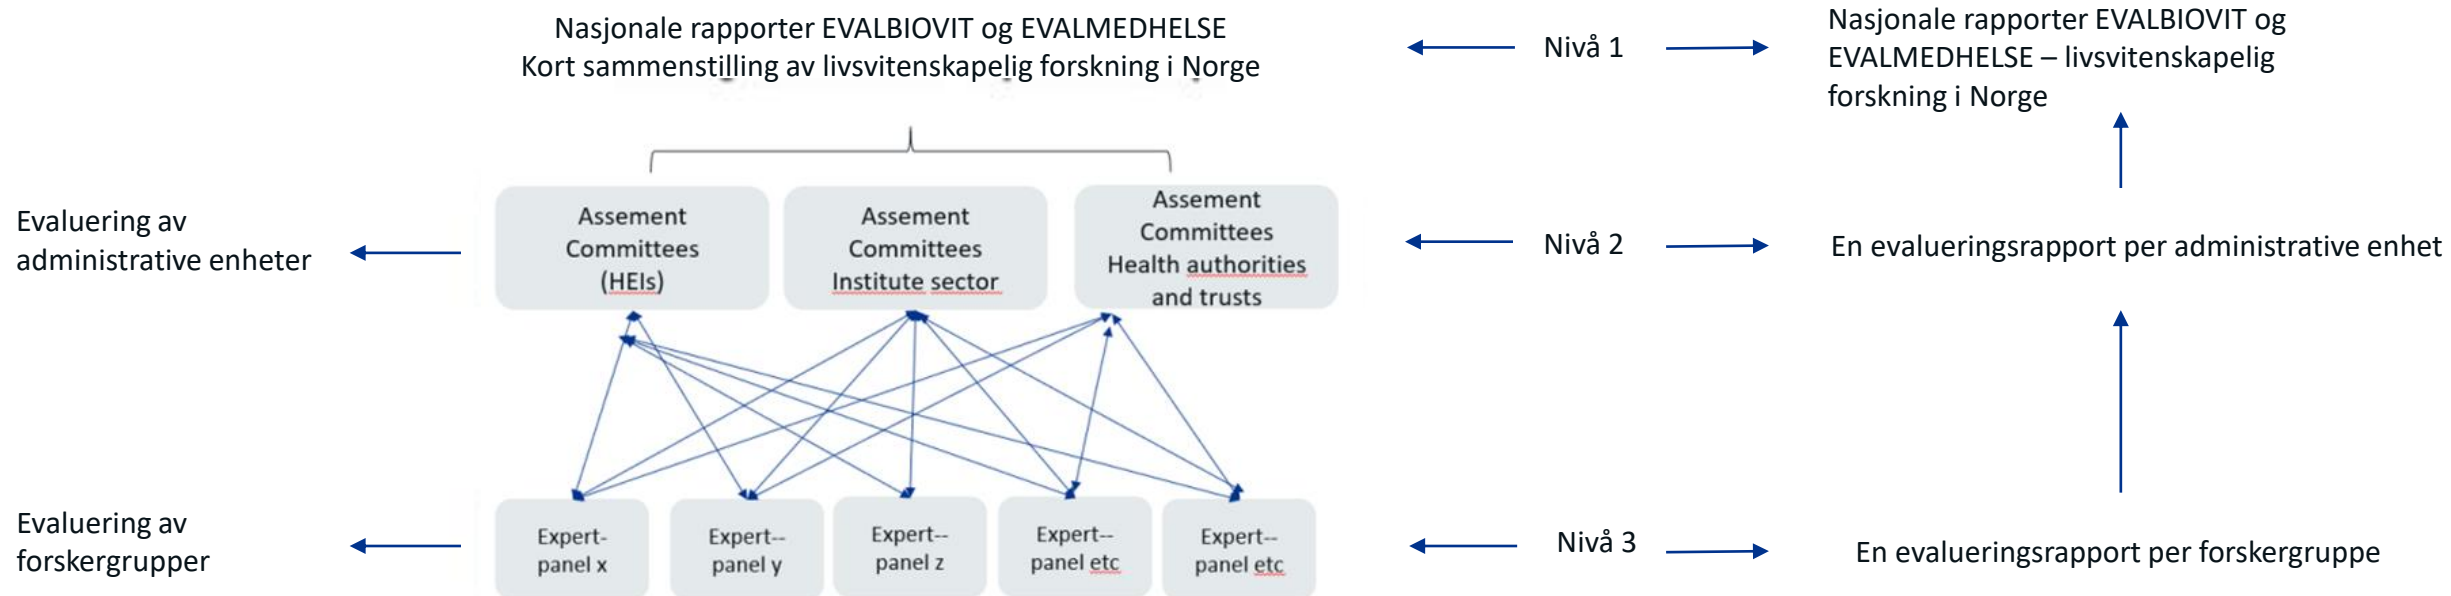 Nasjonale rapporter EVALBIOVIT og EVALMEDHELSE
Kort sammenstilling av livsvitenskapelig forskning i Norge
Nivå 1
Nasjonale rapporter EVALBIOVIT og
EVALMEDHELSE – livsvitenskapelig
forskning i Norge
Evaluering av
administrative enheter
Assement
Committees
(HEIs)
Assement
Committees
Institute sector
Assement
Committees
Health authorities
and trusts
Nivå 2
En evalueringsrapport per administrative enhet
Evaluering av
forskergrupper
Expert-
panel x
Expert--
panel y
Expert--
panel z
Expert--
panel etc
Expert--
panel etc
Nivå 3
En evalueringsrapport per forskergruppe